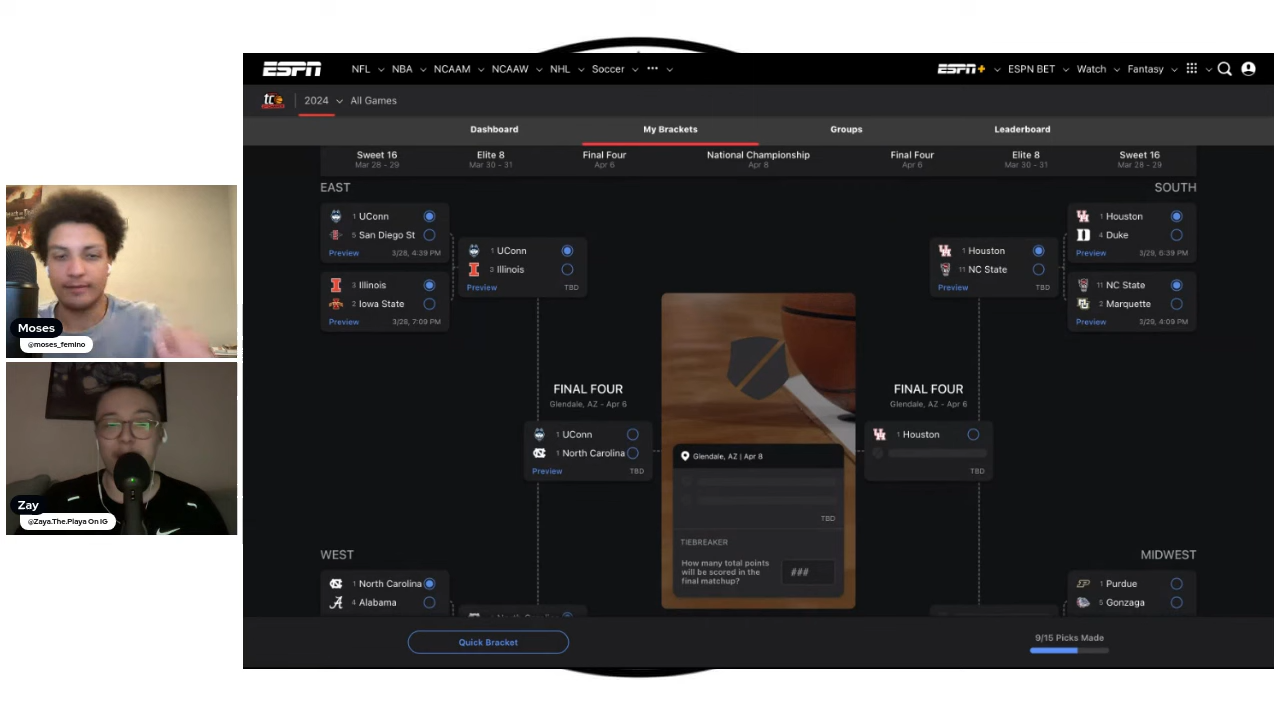 ESPN
NFL NBA NCAAM NCAAW NHL Soccer ...
ESPN+ ESPN BET Watch Fantasy
2024 All Games
Dashboard My Brackets Groups Leaderboard
Sweet 16 Elite 8 Final Four National Championship Final Four Elite 8 Sweet 16
Mar 28 - 29 Mar 30 - 31 Apr 6 Apr 8 Apr 6 Mar 30 - 31 Mar 28 - 29
EAST
1 UConn
5 San Diego St
Preview 3/28, 4:39 PM
3 Illinois
2 Iowa State
Preview 3/28, 7:09 PM
1 UConn
3 Illinois
Preview TBD
SOUTH
1 Houston
4 Duke
Preview 3/29, 6:39 PM
11 NC State
2 Marquette
Preview 3/29, 4:09 PM
1 Houston
11 NC State
Preview TBD
FINAL FOUR
Glendale, AZ - Apr 6
1 UConn
1 North Carolina
Preview TBD
Glendale, AZ | Apr 8
TBD
TIEBREAKER
How many total points
will be scored in the
final matchup?
###
FINAL FOUR
Glendale, AZ - Apr 6
1 Houston
TBD
WEST
1 North Carolina
4 Alabama
MIDWEST
1 Purdue
5 Gonzaga
Quick Bracket
9/15 Picks Made
Moses
@moses_femino
Zay
@Zaya.The.Playa On IG